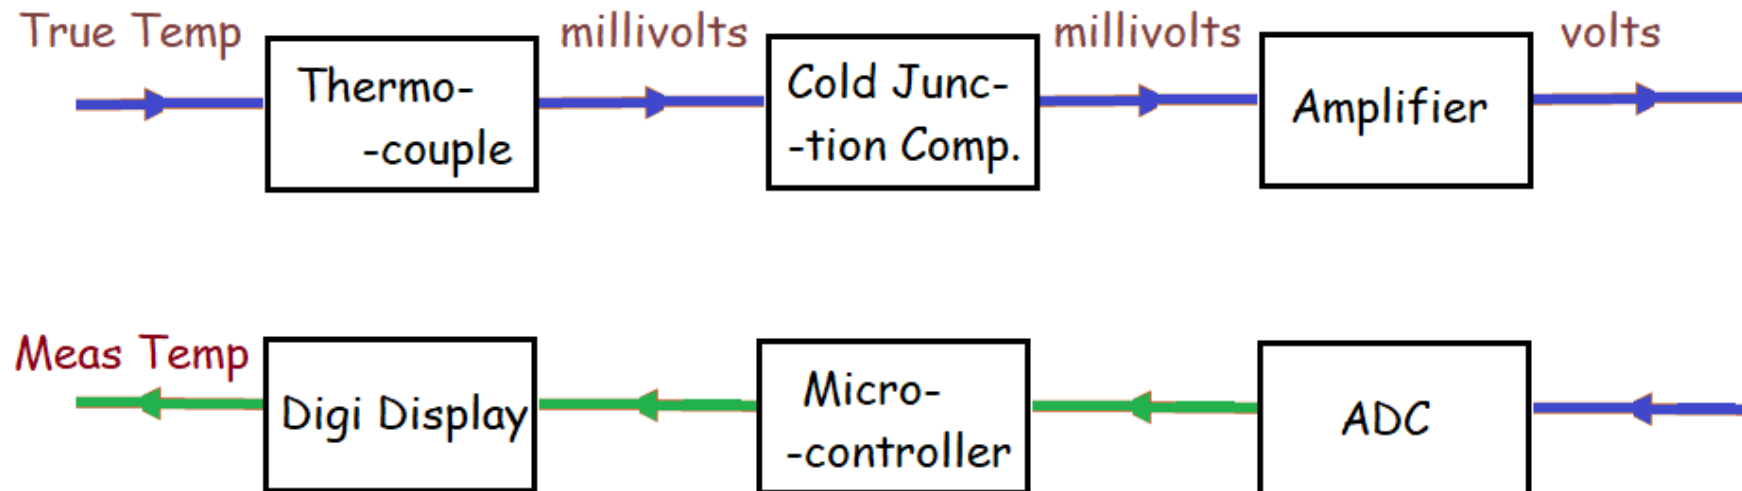 True Temp
millivolts
millivolts
volts
Thermo-
-couple
Cold Junc-
-tion Comp.
Amplifier
Meas Temp
Digi Display
Micro-
-controller
ADC